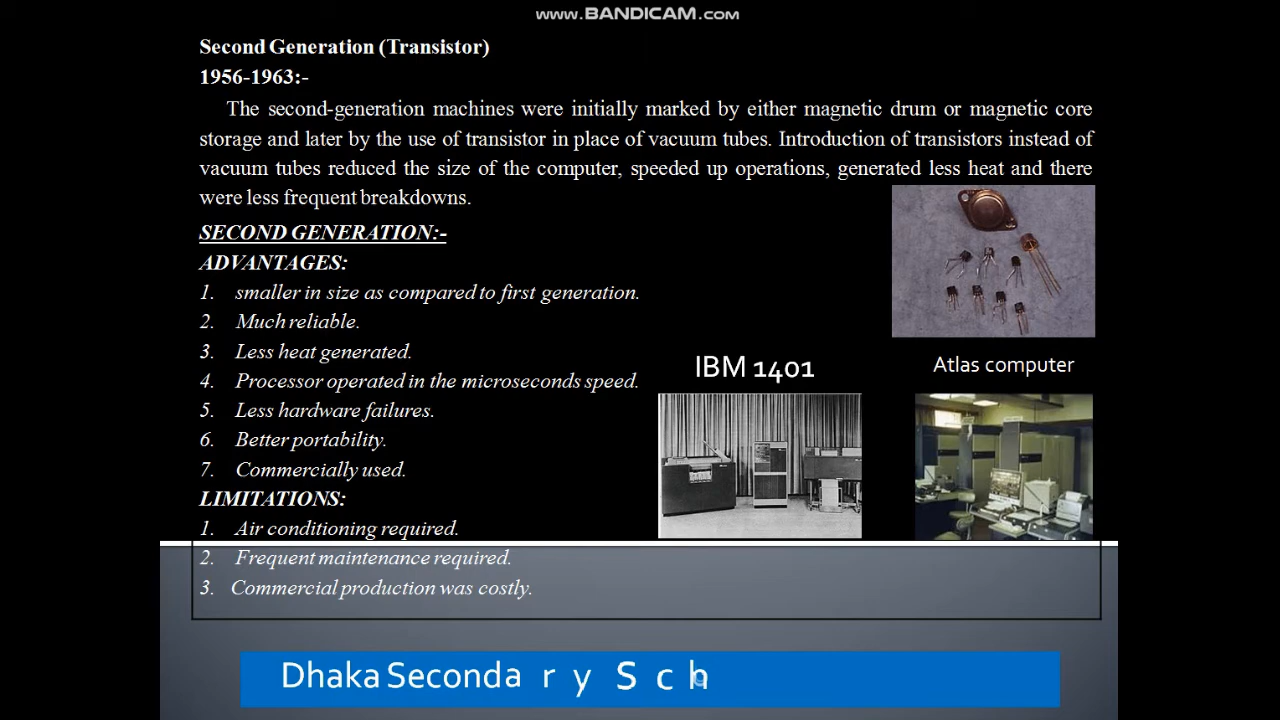 www.BANDICAM.com
Second Generation (Transistor)
1956-1963:-
The second-generation machines were initially marked by either magnetic drum or magnetic core
storage and later by the use of transistor in place of vacuum tubes. Introduction of transistors instead of
vacuum tubes reduced the size of the computer, speeded up operations, generated less heat and there
were less frequent breakdowns.
SECOND GENERATION:-
ADVANTAGES:
1. smaller in size as compared to first generation.
2. Much reliable.
3. Less heat generated.
4. Processor operated in the microseconds speed.
5. Less hardware failures.
6. Better portability.
7. Commercially used.
LIMITATIONS:
1. Air conditioning required.
2. Frequent maintenance required.
3. Commercial production was costly.
IBM 1401
Atlas computer
Dhaka Seconda r y S c h